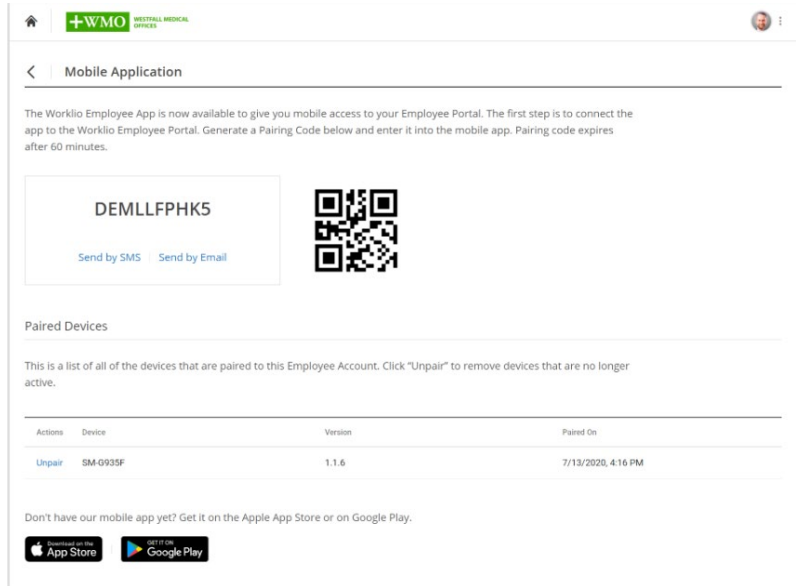 +WMO WESTFALL MEDICAL
OFFICES
Mobile Application
The Worklio Employee App is now available to give you mobile access to your Employee Portal. The first step is to connect the
app to the Worklio Employee Portal. Generate a Pairing Code below and enter it into the mobile app. Pairing code expires
after 60 minutes.
DEMLLFPHK5
Send by SMS Send by Email
Paired Devices
This is a list of all of the devices that are paired to this Employee Account. Click “Unpair” to remove devices that are no longer
active.
Actions Device Version Paired On
Unpair SM-G935F 1.1.6 7/13/2020, 4:16 PM
Don't have our mobile app yet? Get it on the Apple App Store or on Google Play.
Download on the
App Store
GET IT ON
Google Play